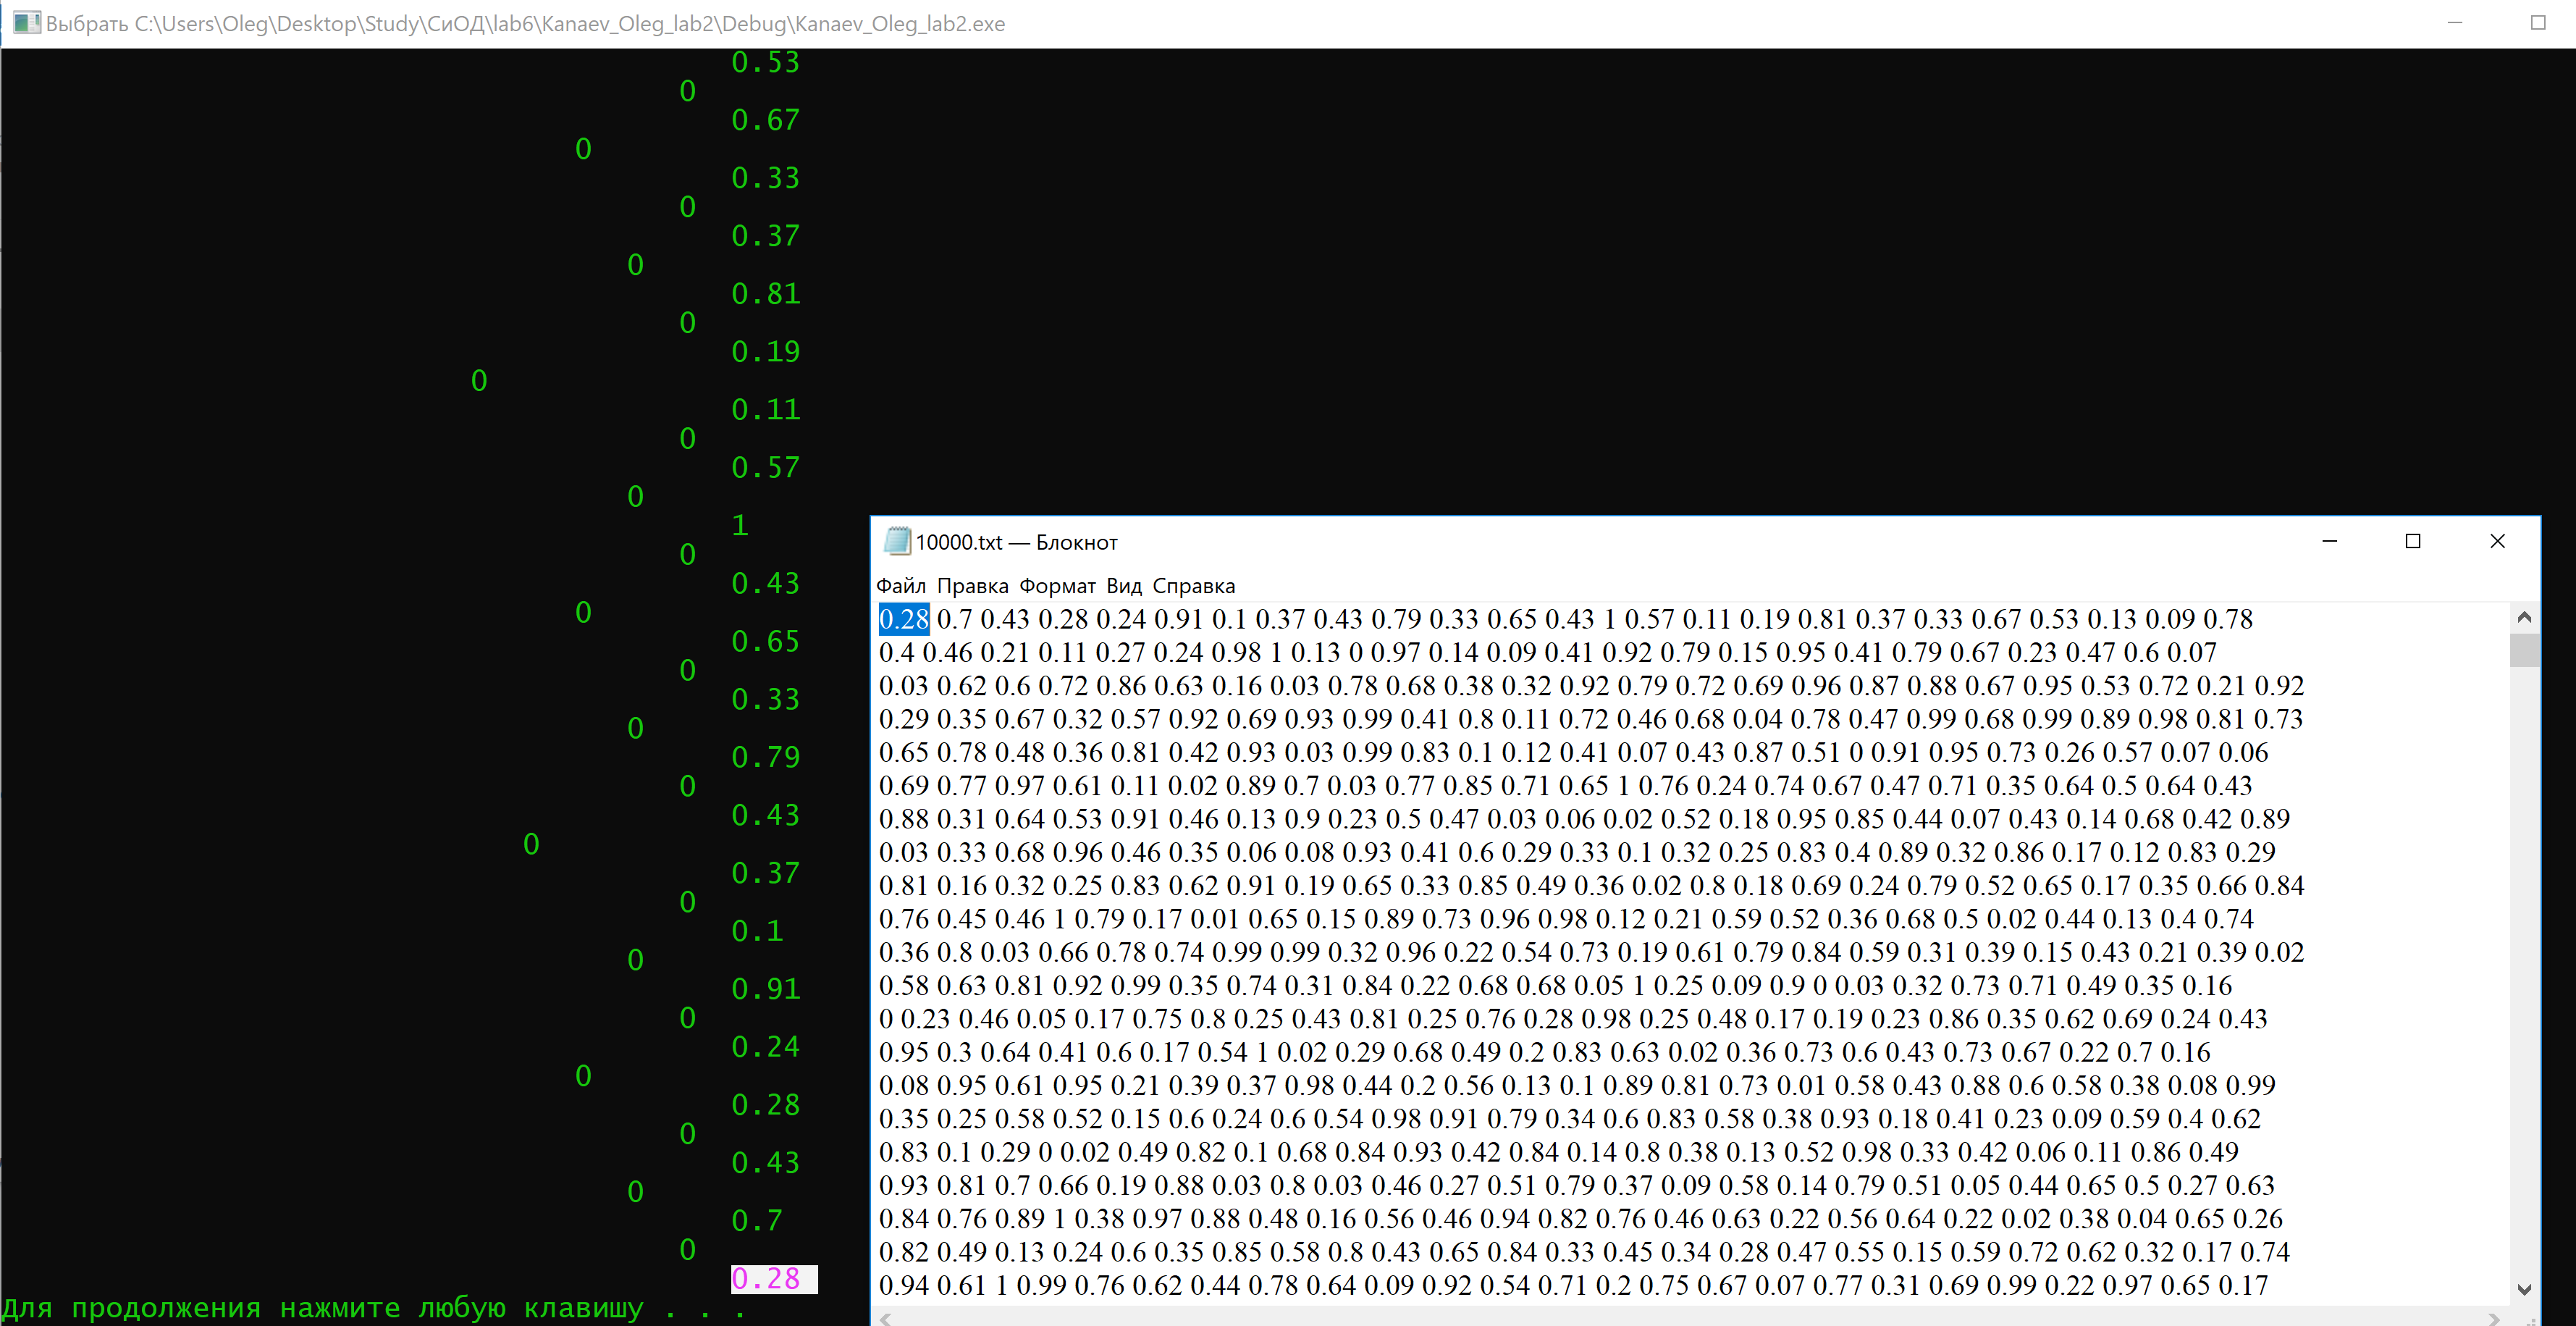 Выбрать C:\Users\Oleg\Desktop\Study\СиОД\lab6\Kanaev_Oleg_lab2\Debug\Kanaev_Oleg_lab2.exe
0.53
0
0.67
0
0.33
0
0.37
0
0.81
0
0.19
0
0.11
0
0.57
0
1
0
0.43
0
0.65
0
0.33
0
0.79
0
0.43
0
0.37
0
0.1
0
0.91
0
0.24
0
0.28
0
0.43
0
0.7
0
0.28
Для продолжения нажмите любую клавишу . . .
10000.txt — Блокнот
Файл Правка Формат Вид Справка
0.28 0.7 0.43 0.28 0.24 0.91 0.1 0.37 0.43 0.79 0.33 0.65 0.43 1 0.57 0.11 0.19 0.81 0.37 0.33 0.67 0.53 0.13 0.09 0.78
0.4 0.46 0.21 0.11 0.27 0.24 0.98 1 0.13 0 0.97 0.14 0.09 0.41 0.92 0.79 0.15 0.95 0.41 0.79 0.67 0.23 0.47 0.6 0.07
0.03 0.62 0.6 0.72 0.86 0.63 0.16 0.03 0.78 0.68 0.38 0.32 0.92 0.79 0.72 0.69 0.96 0.87 0.88 0.67 0.95 0.53 0.72 0.21 0.92
0.29 0.35 0.67 0.32 0.57 0.92 0.69 0.93 0.99 0.41 0.8 0.11 0.72 0.46 0.68 0.04 0.78 0.47 0.99 0.68 0.99 0.89 0.98 0.81 0.73
0.65 0.78 0.48 0.36 0.81 0.42 0.93 0.03 0.99 0.83 0.1 0.12 0.41 0.07 0.43 0.87 0.51 0 0.91 0.95 0.73 0.26 0.57 0.07 0.06
0.69 0.77 0.97 0.61 0.11 0.02 0.89 0.7 0.03 0.77 0.85 0.71 0.65 1 0.76 0.24 0.74 0.67 0.47 0.71 0.35 0.64 0.5 0.64 0.43
0.88 0.31 0.64 0.53 0.91 0.46 0.13 0.9 0.23 0.5 0.47 0.03 0.06 0.02 0.52 0.18 0.95 0.85 0.44 0.07 0.43 0.14 0.68 0.42 0.89
0.03 0.33 0.68 0.96 0.46 0.35 0.06 0.08 0.93 0.41 0.6 0.29 0.33 0.1 0.32 0.25 0.83 0.4 0.89 0.32 0.86 0.17 0.12 0.83 0.29
0.81 0.16 0.32 0.25 0.83 0.62 0.91 0.19 0.65 0.33 0.85 0.49 0.36 0.02 0.8 0.18 0.69 0.24 0.79 0.52 0.65 0.17 0.35 0.66 0.84
0.76 0.45 0.46 1 0.79 0.17 0.01 0.65 0.15 0.89 0.73 0.96 0.98 0.12 0.21 0.59 0.52 0.36 0.68 0.5 0.02 0.44 0.13 0.4 0.74
0.36 0.8 0.03 0.66 0.78 0.74 0.99 0.99 0.32 0.96 0.22 0.54 0.73 0.19 0.61 0.79 0.84 0.59 0.31 0.39 0.15 0.43 0.21 0.39 0.02
0.58 0.63 0.81 0.92 0.99 0.35 0.74 0.31 0.84 0.22 0.68 0.68 0.05 1 0.25 0.09 0.9 0 0.03 0.32 0.73 0.71 0.49 0.35 0.16
0 0.23 0.46 0.05 0.17 0.75 0.8 0.25 0.43 0.81 0.25 0.76 0.28 0.98 0.25 0.48 0.17 0.19 0.23 0.86 0.35 0.62 0.69 0.24 0.43
0.95 0.3 0.64 0.41 0.6 0.17 0.54 1 0.02 0.29 0.68 0.49 0.2 0.83 0.63 0.02 0.36 0.73 0.6 0.43 0.73 0.67 0.22 0.7 0.16
0.08 0.95 0.61 0.95 0.21 0.39 0.37 0.98 0.44 0.2 0.56 0.13 0.1 0.89 0.81 0.73 0.01 0.58 0.43 0.88 0.6 0.58 0.38 0.08 0.99
0.35 0.25 0.58 0.52 0.15 0.6 0.24 0.6 0.54 0.98 0.91 0.79 0.34 0.6 0.83 0.58 0.38 0.93 0.18 0.41 0.23 0.09 0.59 0.4 0.62
0.83 0.1 0.29 0 0.02 0.49 0.82 0.1 0.68 0.84 0.93 0.42 0.84 0.14 0.8 0.38 0.13 0.52 0.98 0.33 0.42 0.06 0.11 0.86 0.49
0.93 0.81 0.7 0.66 0.19 0.88 0.03 0.8 0.03 0.46 0.27 0.51 0.79 0.37 0.09 0.58 0.14 0.79 0.51 0.05 0.44 0.65 0.5 0.27 0.63
0.84 0.76 0.89 1 0.38 0.97 0.88 0.48 0.16 0.56 0.46 0.94 0.82 0.76 0.46 0.63 0.22 0.56 0.64 0.22 0.02 0.38 0.04 0.65 0.26
0.82 0.49 0.13 0.24 0.6 0.35 0.85 0.58 0.8 0.43 0.65 0.84 0.33 0.45 0.34 0.28 0.47 0.55 0.15 0.59 0.72 0.62 0.32 0.17 0.74
0.94 0.61 1 0.99 0.76 0.62 0.44 0.78 0.64 0.09 0.92 0.54 0.71 0.2 0.75 0.67 0.07 0.77 0.31 0.69 0.99 0.22 0.97 0.65 0.17